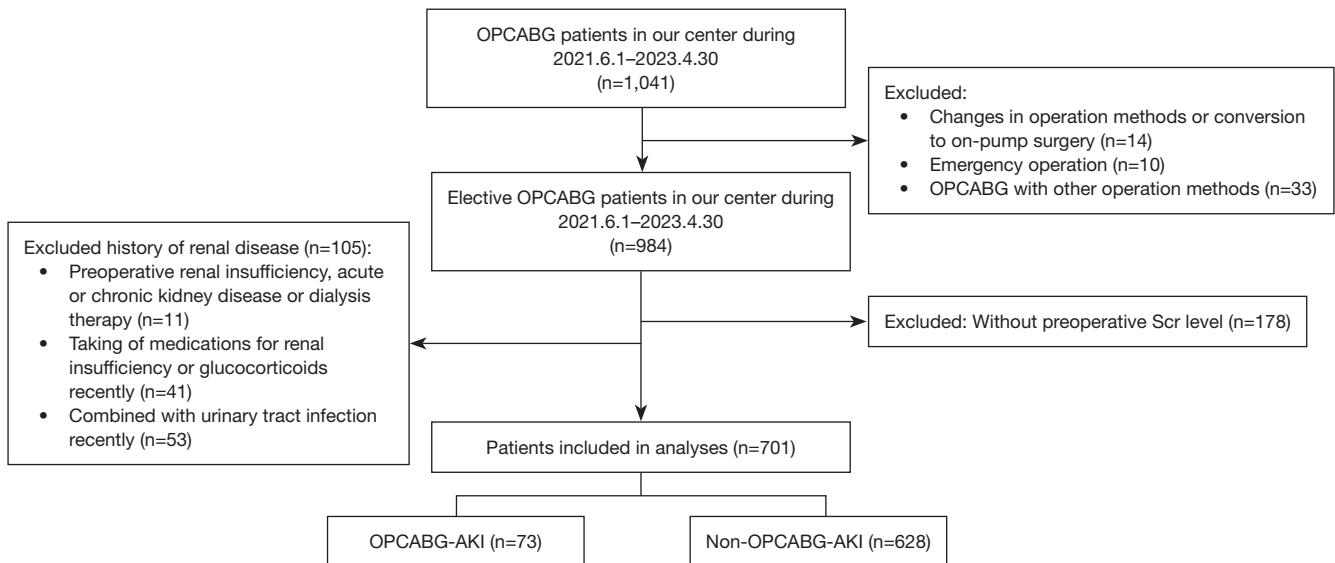 OPCABG patients in our center during
2021.6.1–2023.4.30
(n=1,041)
Excluded:
• Changes in operation methods or conversion
to on-pump surgery (n=14)
• Emergency operation (n=10)
• OPCABG with other operation methods (n=33)
Elective OPCABG patients in our center during
2021.6.1–2023.4.30
(n=984)
Excluded history of renal disease (n=105):
• Preoperative renal insufficiency, acute
or chronic kidney disease or dialysis
therapy (n=11)
• Taking of medications for renal
insufficiency or glucocorticoids
recently (n=41)
• Combined with urinary tract infection
recently (n=53)
Excluded: Without preoperative Scr level (n=178)
Patients included in analyses (n=701)
OPCABG-AKI (n=73)
Non-OPCABG-AKI (n=628)